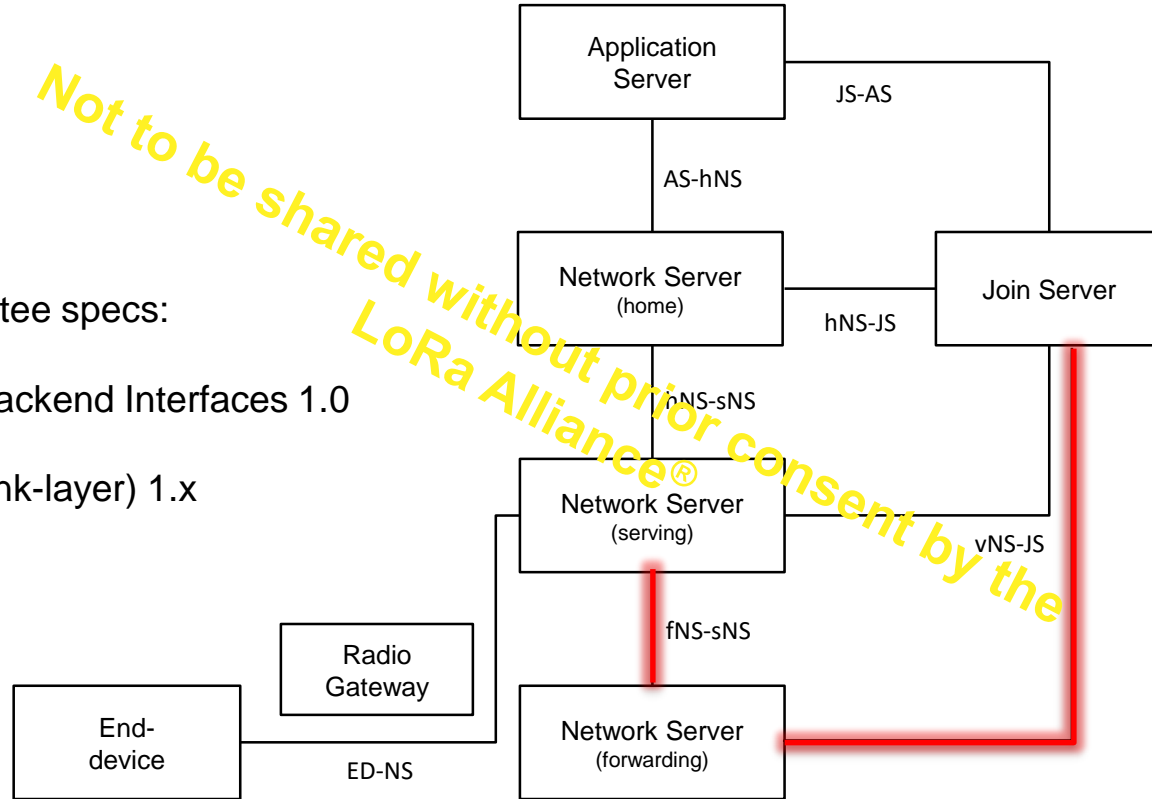 Application
Server
JS-AS
AS-hNS
Not to be shared without prior consent by the
LoRa Alliance®
Network Server
(home)
hNS-JS
Join Server
tee specs:
ackend Interfaces 1.0
hNS-sNS
nk-layer) 1.x
Network Server
(serving)
vNS-JS
fNS-sNS
Radio
Gateway
End-
device
ED-NS
Network Server
(forwarding)